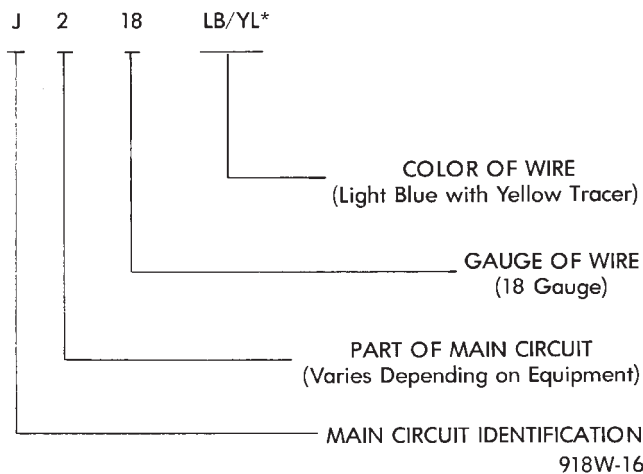 J 2 18 LB/YL*
COLOR OF WIRE
(Light Blue with Yellow Tracer)
GAUGE OF WIRE
(18 Gauge)
PART OF MAIN CIRCUIT
(Varies Depending on Equipment)
MAIN CIRCUIT IDENTIFICATION
918W-16